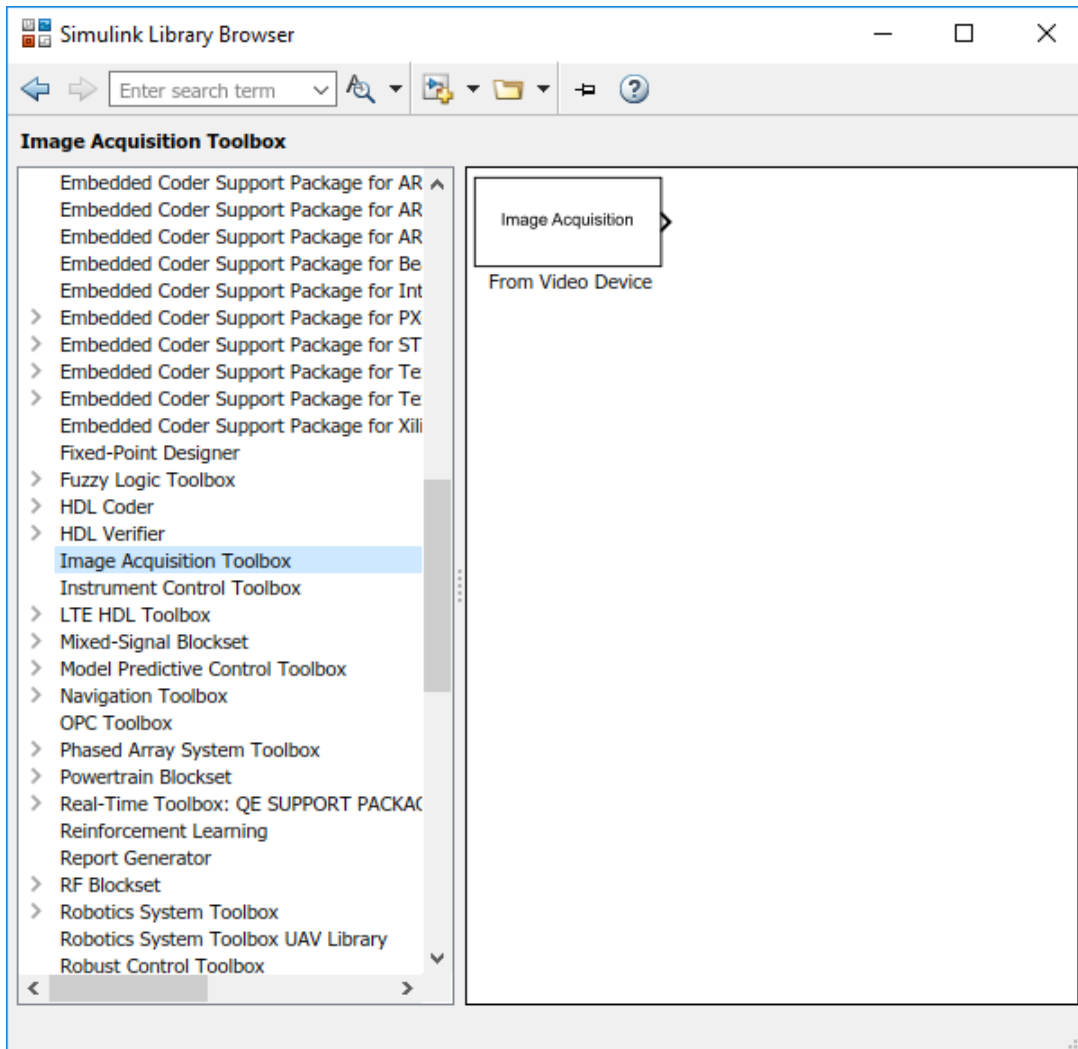 Simulink Library Browser
Enter search term
Image Acquisition Toolbox
Embedded Coder Support Package for AR
Embedded Coder Support Package for AR
Embedded Coder Support Package for AR
Embedded Coder Support Package for Be
Embedded Coder Support Package for Int
Embedded Coder Support Package for PX
Embedded Coder Support Package for ST
Embedded Coder Support Package for Te
Embedded Coder Support Package for Te
Embedded Coder Support Package for Xili
Fixed-Point Designer
Fuzzy Logic Toolbox
HDL Coder
HDL Verifier
Image Acquisition Toolbox
Instrument Control Toolbox
LTE HDL Toolbox
Mixed-Signal Blockset
Model Predictive Control Toolbox
Navigation Toolbox
OPC Toolbox
Phased Array System Toolbox
Powertrain Blockset
Real-Time Toolbox: QE SUPPORT PACKAG
Reinforcement Learning
Report Generator
RF Blockset
Robotics System Toolbox
Robotics System Toolbox UAV Library
Robust Control Toolbox
Image Acquisition
From Video Device